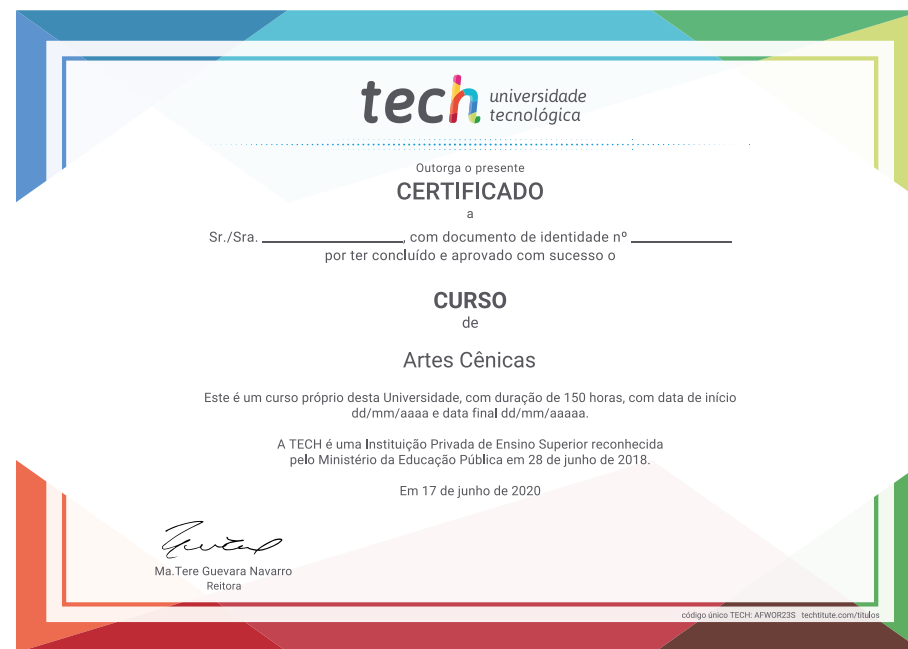 tech universidade
tecnológica
Outorga o presente
CERTIFICADO
a
Sr./Sra. ____________, com documento de identidade nº ____________
por ter concluído e aprovado com sucesso o
CURSO
de
Artes Cênicas
Este é um curso próprio desta Universidade, com duração de 150 horas, com data de início
dd/mm/aaaa e data final dd/mm/aaaaa.
A TECH é uma Instituição Privada de Ensino Superior reconhecida
pelo Ministério da Educação Pública em 28 de junho de 2018.
Em 17 de junho de 2020
Ma.Tere Guevara Navarro
Reitora
código único TECH: AFWOR23S techtitute.com/titulos